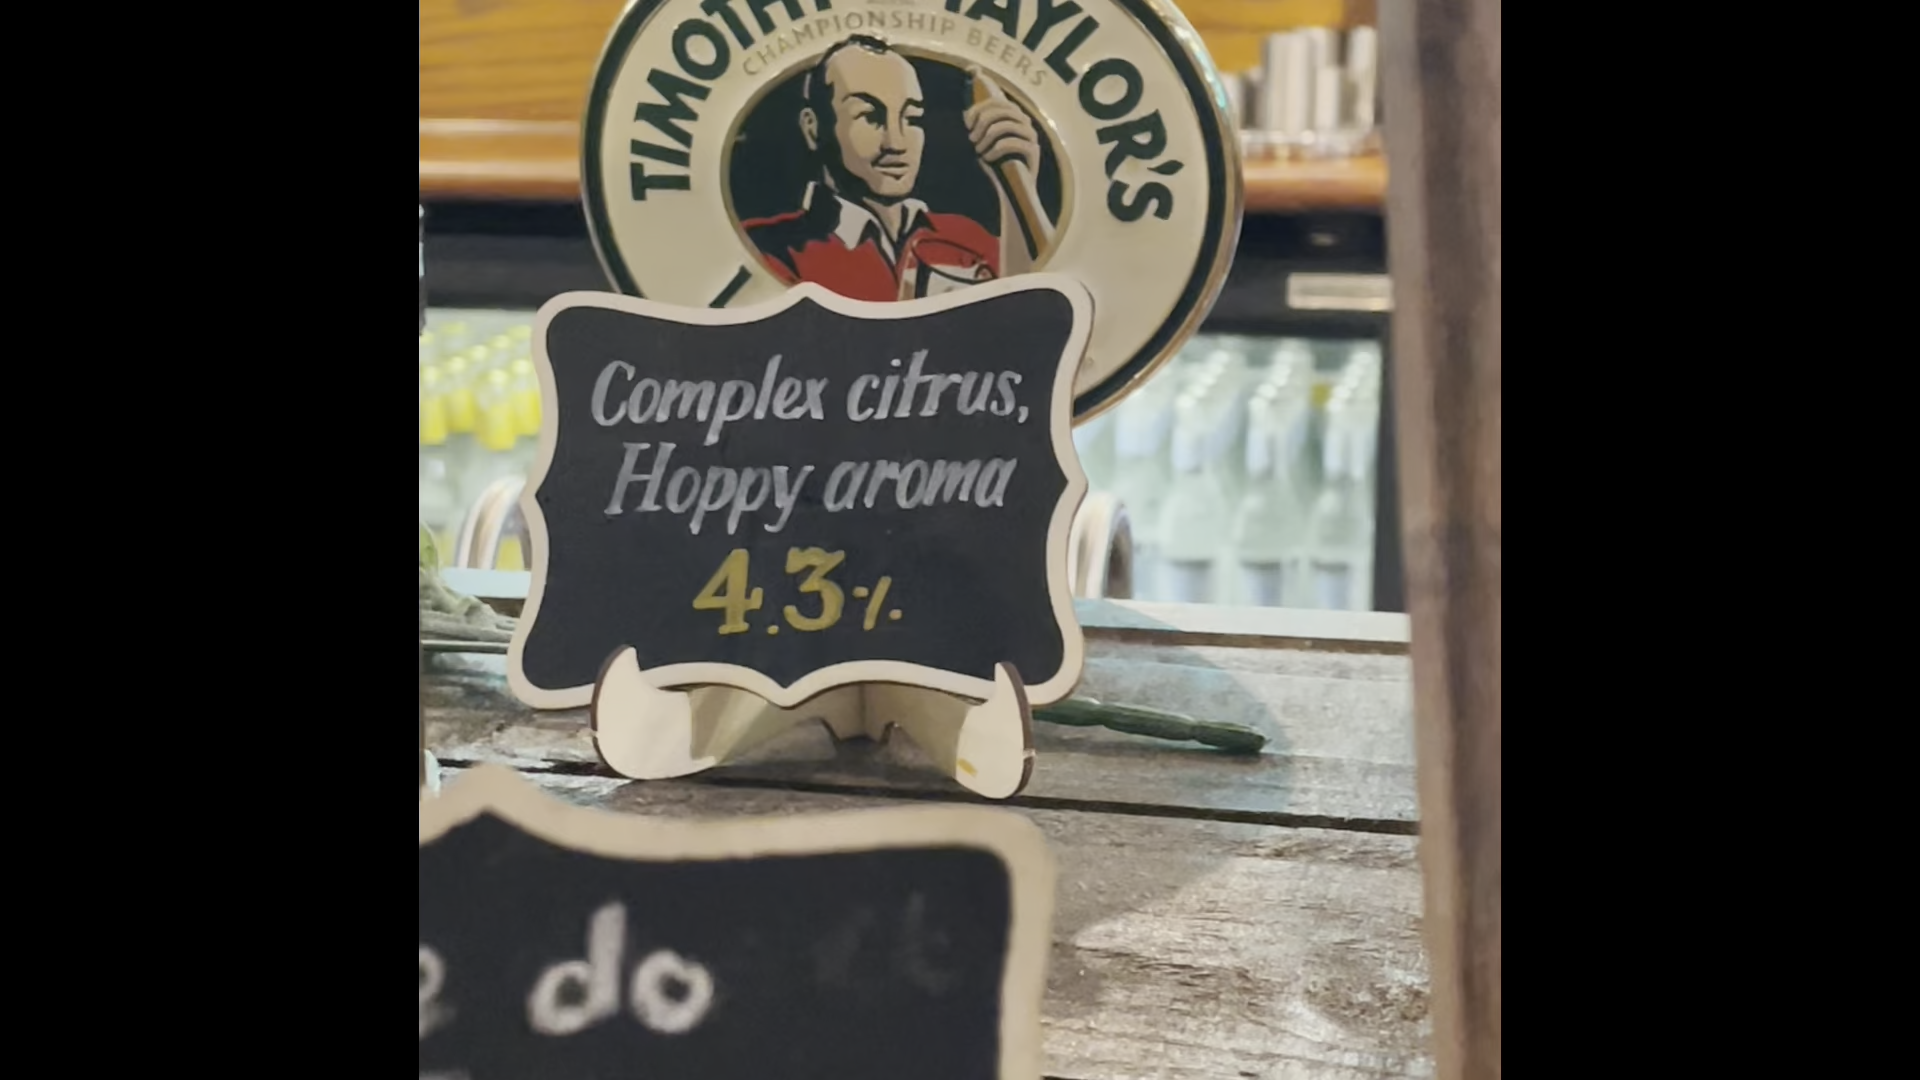 TIMOTHY TAYLOR'S
CHAMPIONSHIP BEERS
Complex citrus,
Hoppy aroma
4.3%
do